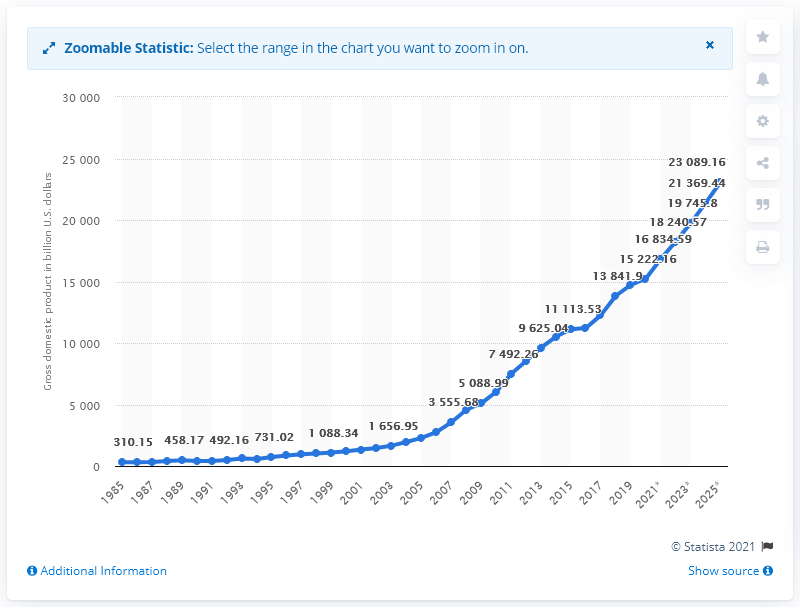 Zoomable Statistic: Select the range in the chart you want to zoom in on. ×
Gross domestic product in billion U.S. dollars
30 000
25 000
20 000
15 000
10 000
5 000
0
310.15 458.17 492.16 731.02 1 088.34 1 656.95 3 555.68 5 088.99 7 492.26 9 625.04 11 113.53 13 841.9 15 222.16 16 834.59 18 240.57 19 745.8 21 369.44 23 089.16
1985 1987 1989 1991 1993 1995 1997 1999 2001 2003 2005 2007 2009 2011 2013 2015 2017 2019 2021* 2023* 2025*
© Statista 2021
Additional Information
Show source